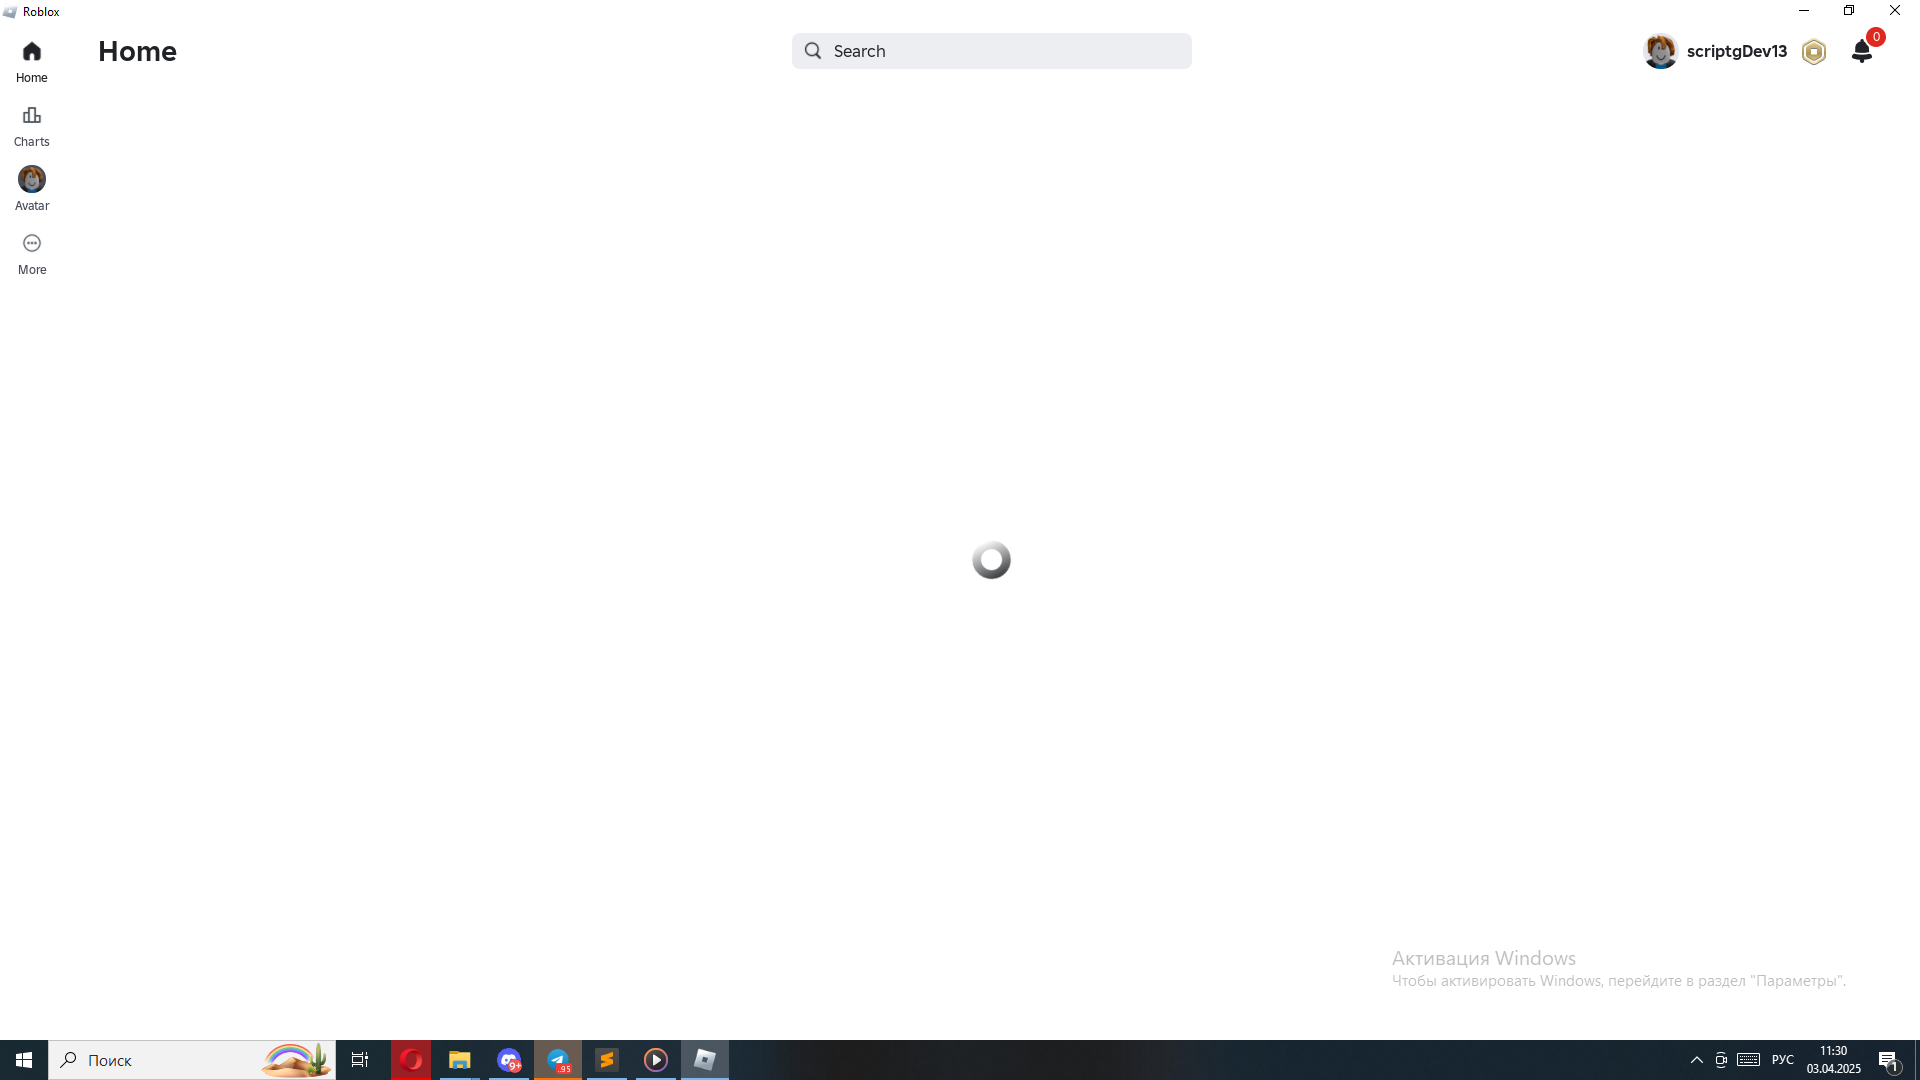 Roblox
Home
Search
scriptgDev13
0
Home
Charts
Avatar
More
Активация Windows
Чтобы активировать Windows, перейдите в раздел "Параметры".
Поиск
9+
.95
РУС
11:30
03.04.2025
1